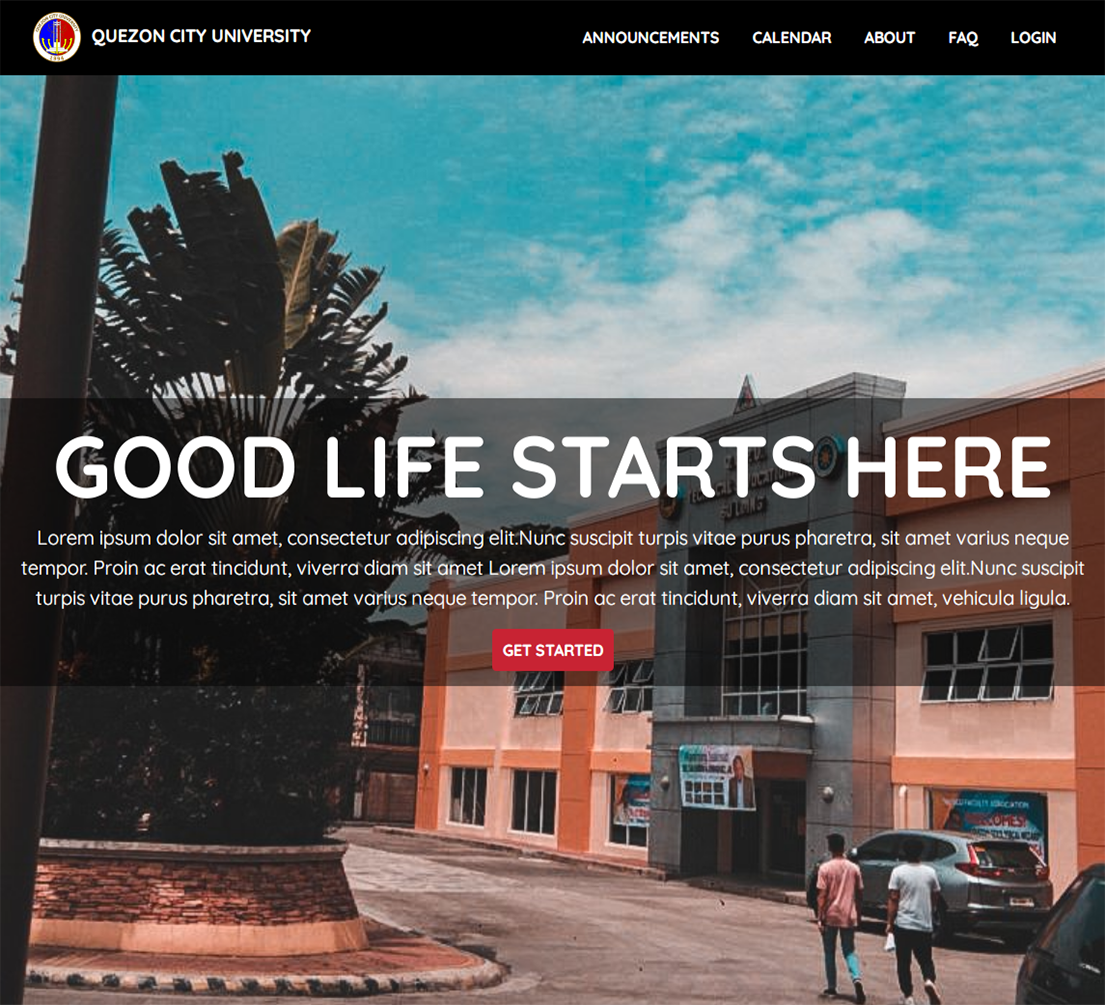 QUEZON CITY UNIVERSITY
ANNOUNCEMENTS CALENDAR ABOUT FAQ LOGIN
GOOD LIFE STARTS HERE
Lorem ipsum dolor sit amet, consectetur adipiscing elit.Nunc suscipit turpis vitae purus pharetra, sit amet varius neque
tempor. Proin ac erat tincidunt, viverra diam sit amet Lorem ipsum dolor sit amet, consectetur adipiscing elit.Nunc suscipit
turpis vitae purus pharetra, sit amet varius neque tempor. Proin ac erat tincidunt, viverra diam sit amet, vehicula ligula.
GET STARTED